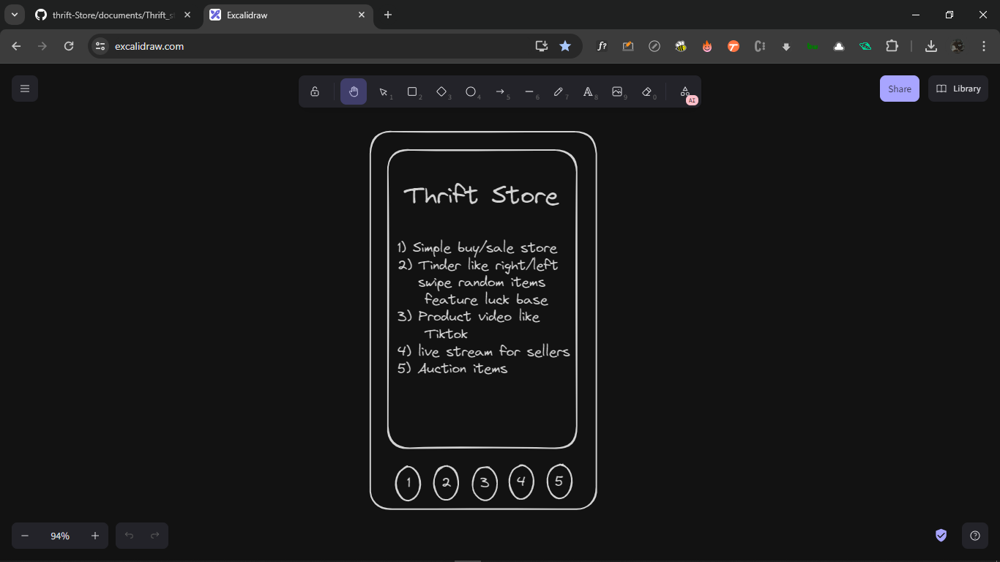 thrift-Store/documents/Thrift_s
Excalidraw
excalidraw.com
f?
T
bw
1
2
3
4
5
6
7
A 8
9
0
AI
Share
Library
Thrift Store
1) Simple buy/sale store
2) Tinder like right/left
swipe random items
feature luck base
3) Product video like
Tiktok
4) live stream for sellers
5) Auction items
1 2 3 4 5
94%